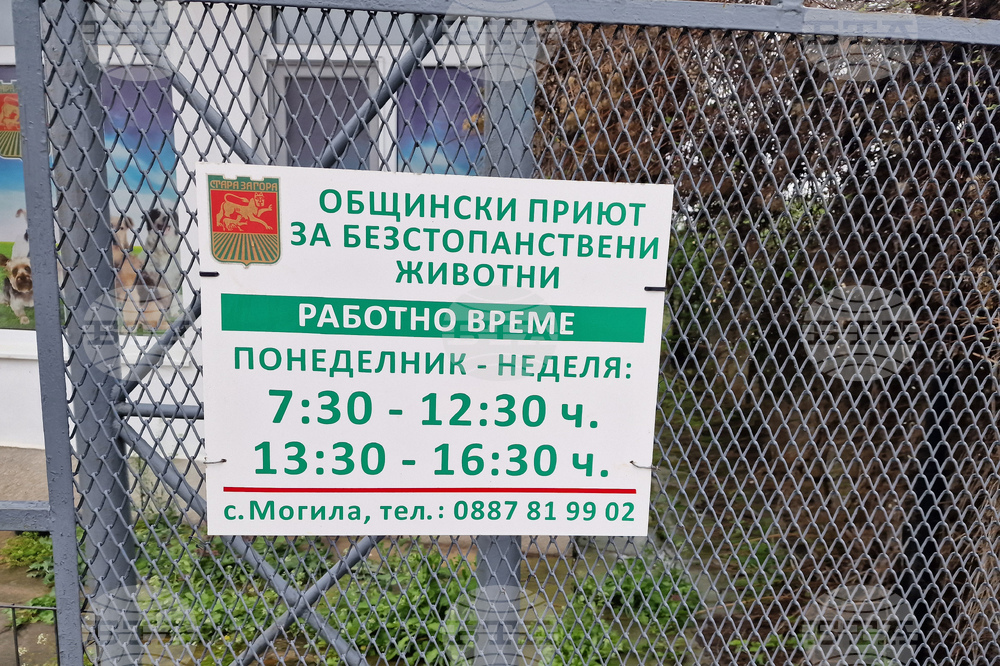 СТАРА ЗАГОРА
ОБЩИНСКИ ПРИЮТ
ЗА БЕЗСТОПАНСТВЕНИ
ЖИВОТНИ
РАБОТНО ВРЕМЕ
ПОНЕДЕЛНИК - НЕДЕЛЯ:
7:30 - 12:30 ч.
13:30 - 16:30 ч.
с. Могила, тел.: 0887 81 99 02